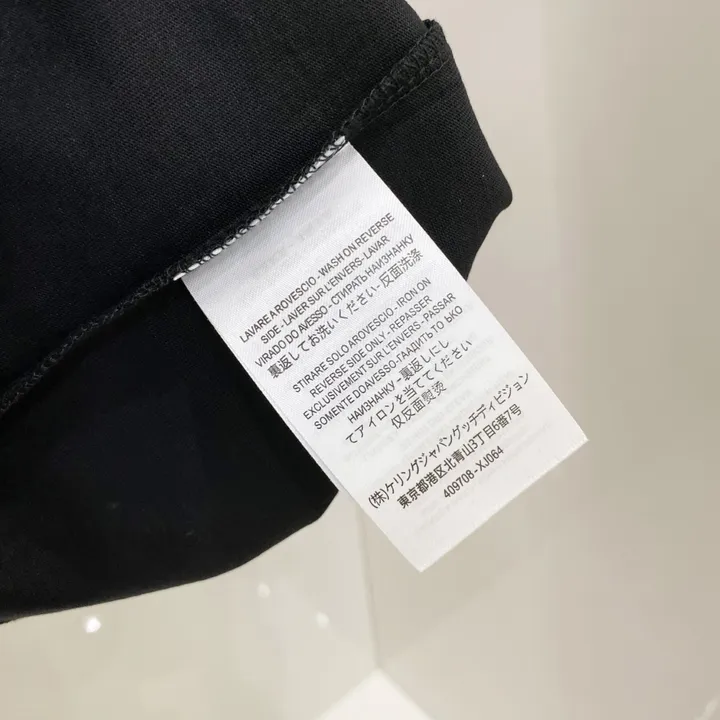 LAVARE A ROVESCIO - WASH ON REVERSE
SIDE - LAVER SUR L'ENVERS- LAVAR
VIRADO DO AVESSO - СТИРАТЬ НАИЗНАНКУ
裏返してお洗いください-反面洗涤
STIRARE SOLO AROVESCIO - IRON ON
REVERSE SIDE ONLY - REPASSER
EXCLUSIVEMENT SUR L'ENVERS - PASSAR
SOMENTE DOAVESSO-ГААДИТЬ ТО ЬКО
НАИЗНАНКУ - 裏返しにし
てアイロンを当ててください
仅反面熨烫
(株)ケリングジャパングッチディビジョン
東京都港区北青山3丁目6番7号
409708-XJ064